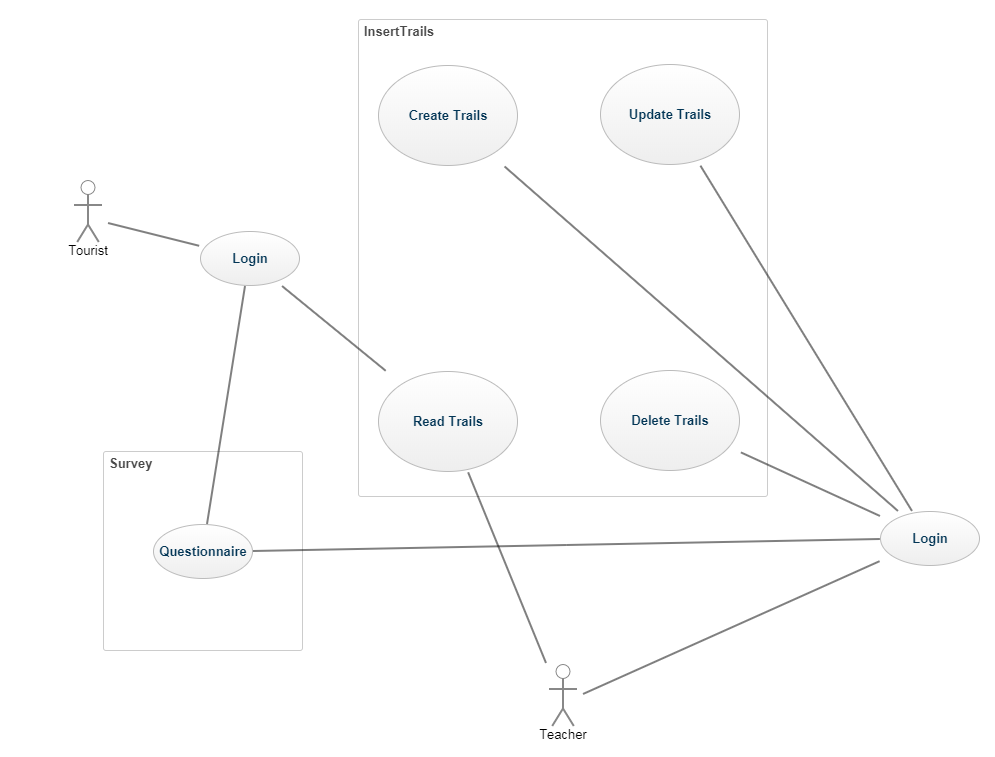 InsertTrails
Create Trails
Update Trails
Tourist
Login
Read Trails
Delete Trails
Survey
Questionnaire
Login
Teacher